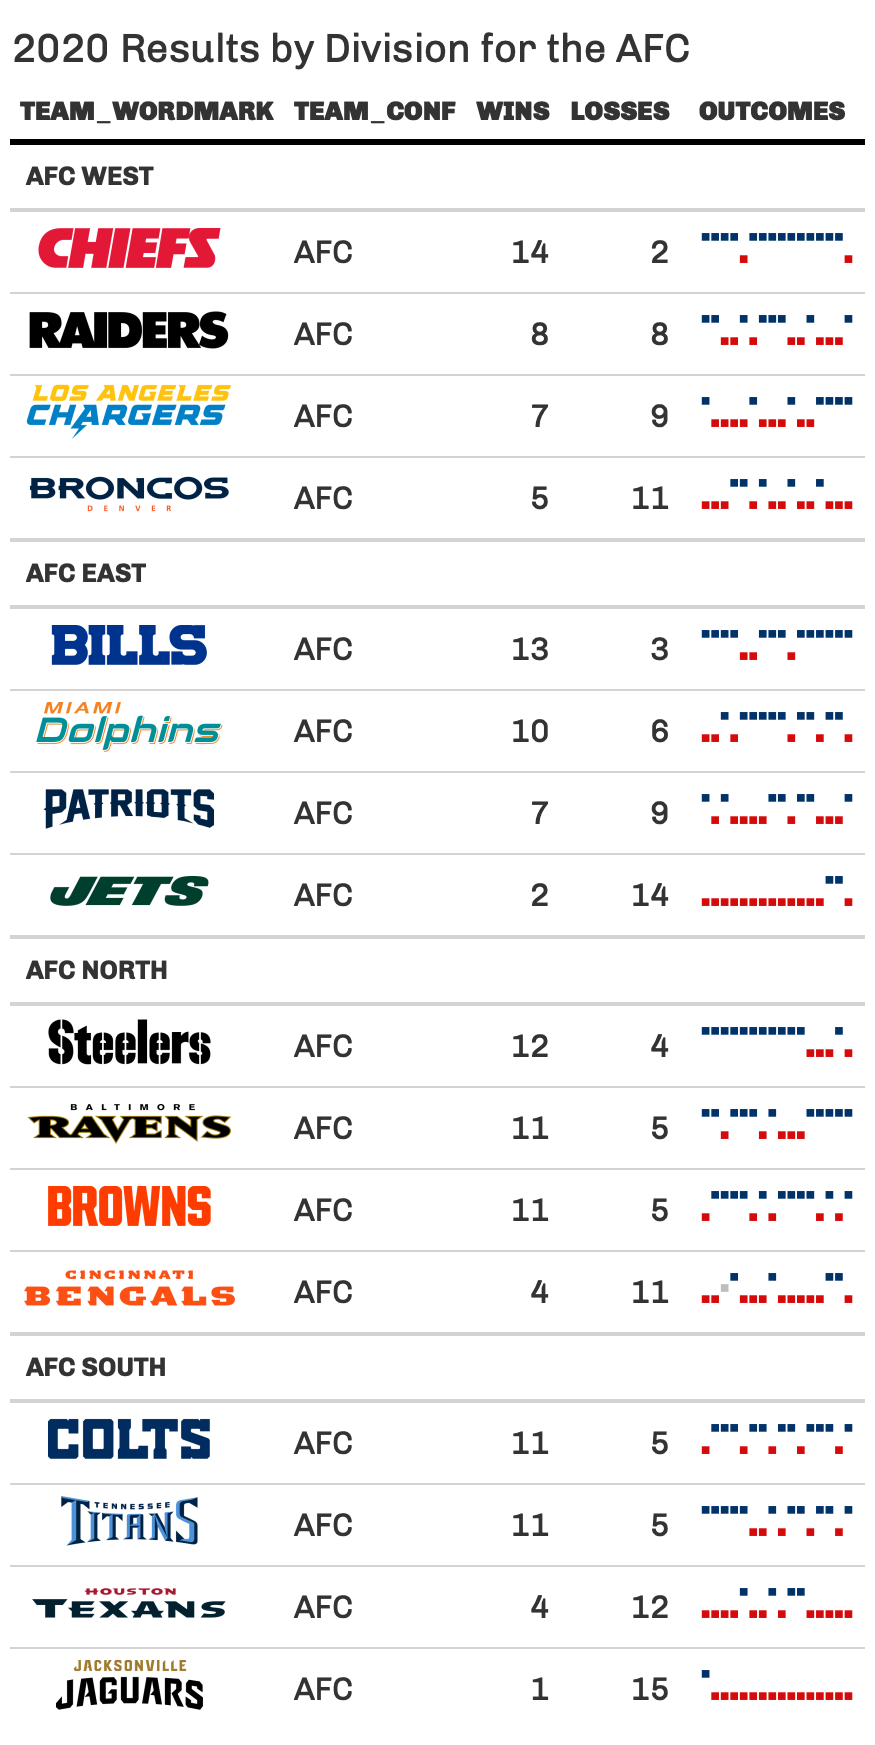 2020 Results by Division for the AFC
TEAM_WORDMARK TEAM_CONF WINS LOSSES OUTCOMES
AFC WEST
CHIEFS AFC 14 2
RAIDERS AFC 8 8
LOS ANGELES
CHARGERS AFC 7 9
BRONCOS AFC 5 11
DENVER
AFC EAST
BILLS AFC 13 3
MIAMI
Dolphins AFC 10 6
PATRIOTS AFC 7 9
JETS AFC 2 14
AFC NORTH
Steelers AFC 12 4
BALTIMORE
RAVENS AFC 11 5
BROWNS AFC 11 5
CINCINNATI
BENGALS AFC 4 11
AFC SOUTH
COLTS AFC 11 5
TENNESSEE
TITANS AFC 11 5
HOUSTON
TEXANS AFC 4 12
JACKSONVILLE
JAGUARS AFC 1 15